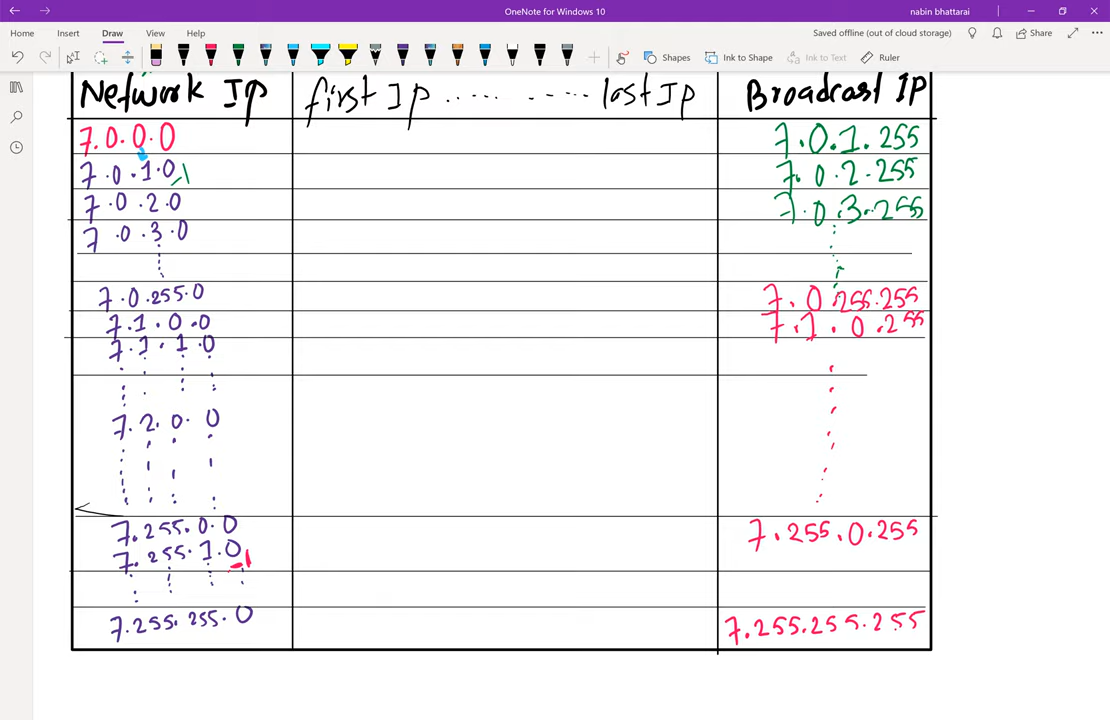 OneNote for Windows 10
nabin bhattarai
Home Insert Draw View Help
Saved offline (out of cloud storage)
Share
Shapes
Ink to Shape
Ink to Text
Ruler
Network IP first IP ..... ...... last IP Broadcast IP
7.0.0.0 7.0.1.255
7.0.1.0 7.0.2.255
7.0.2.0 7.0.3.255
7.0.3.0
7.0.255.0 7.0.255.255
7.1.0.0 7.1.0.255
7.1.1.0
7.2.0.0
7.255.0.0 7.255.0.255
7.255.1.0
7.255.255.0 7.255.255.255